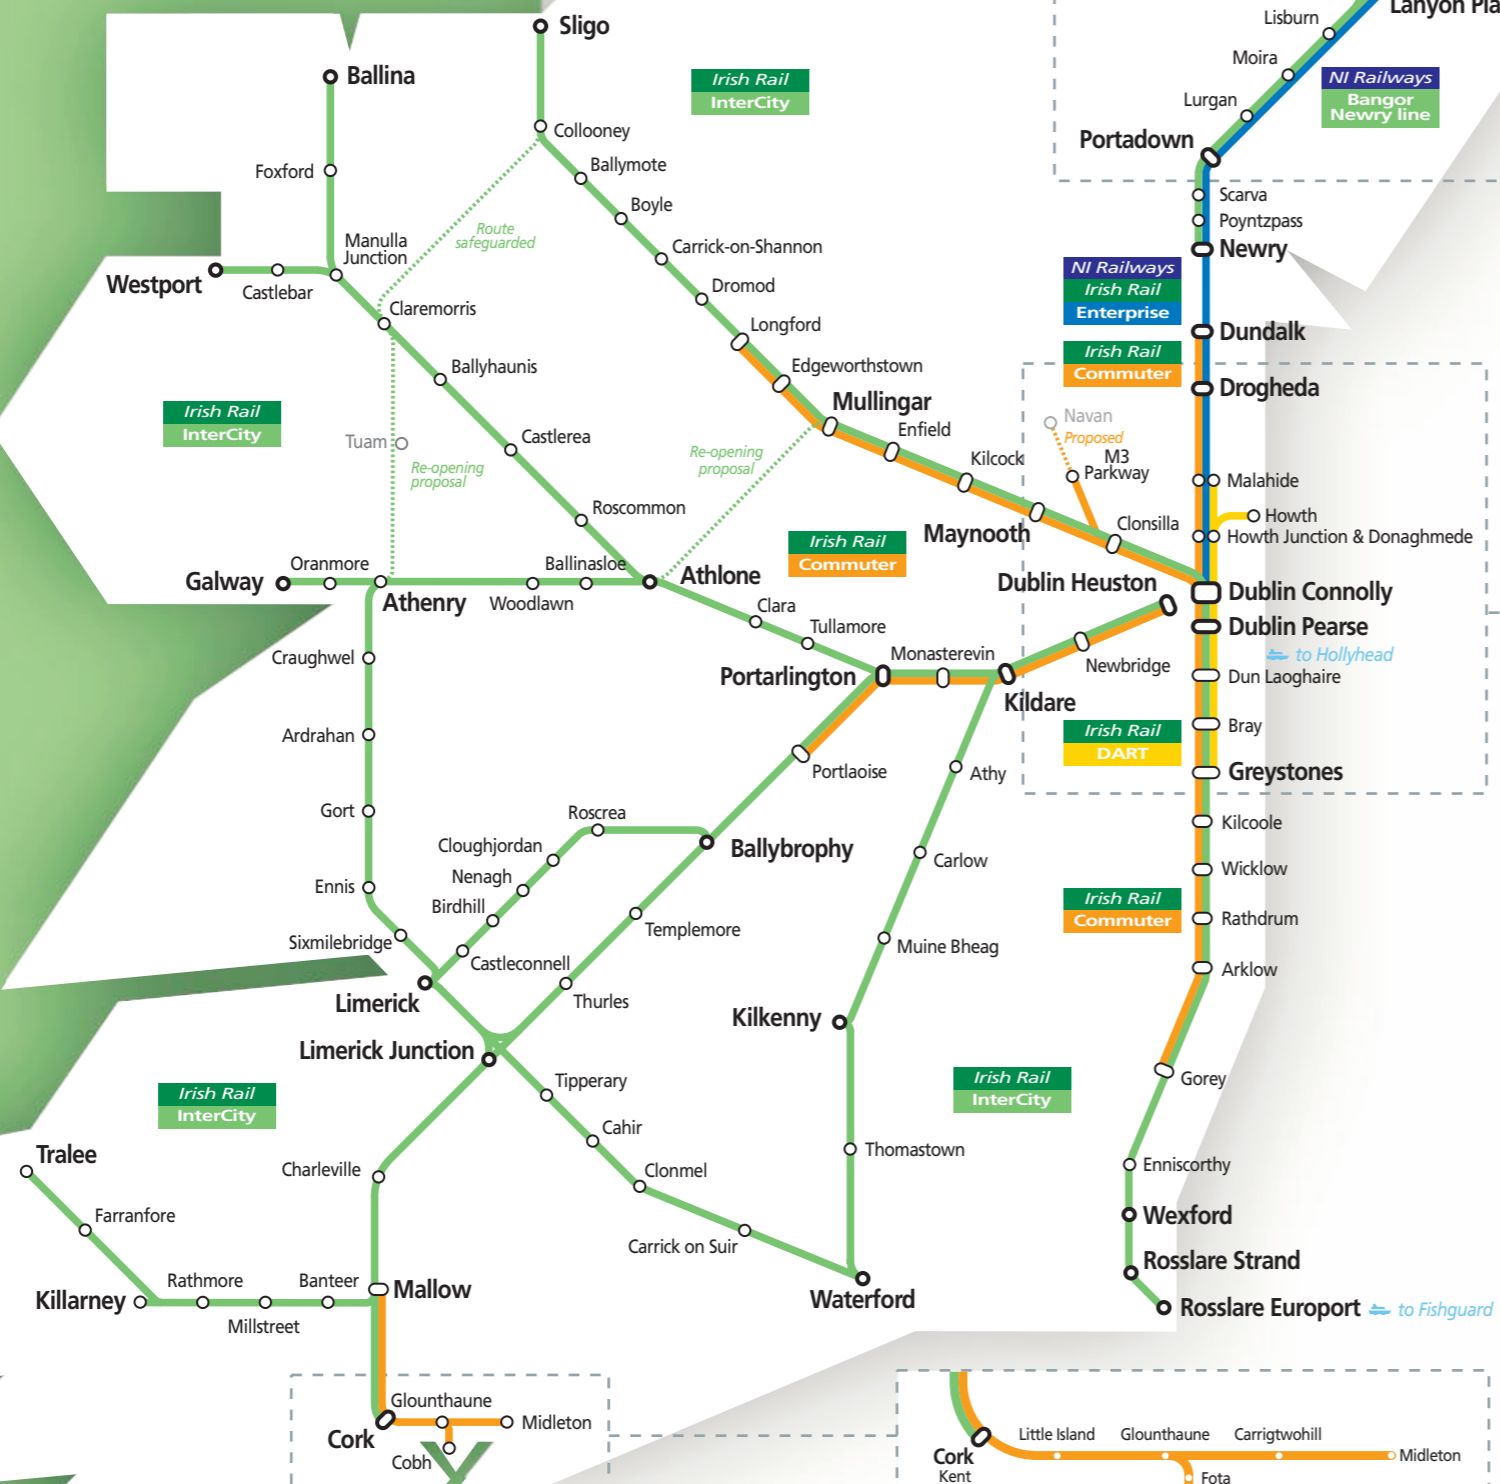 Sligo
Ballina
Irish Rail
InterCity
Lisburn
Lanyon Pla
Moira
NI Railways
Bangor
Newry line
Lurgan
Portadown
Collooney
Ballymote
Foxford
Boyle
Scarva
Poyntzpass
Route
safeguarded
Carrick-on-Shannon
Manulla
Junction
Newry
Westport
Castlebar
Dromod
NI Railways
Irish Rail
Enterprise
Claremorris
Longford
Dundalk
Irish Rail
Commuter
Ballyhaunis
Edgeworthstown
Drogheda
Mullingar
Irish Rail
InterCity
Navan
Proposed
Enfield
Castlerea
Tuam
Re-opening
proposal
Re-opening
proposal
Kilcock
M3
Parkway
Malahide
Roscommon
Maynooth
Clonsilla
Howth
Howth Junction & Donaghmede
Irish Rail
Commuter
Oranmore
Ballinasloe
Galway
Athenry
Woodlawn
Athlone
Dublin Heuston
Dublin Connolly
Clara
Tullamore
Dublin Pearse
to Hollyhead
Craughwel
Monasterevin
Newbridge
Portarlington
Dun Laoghaire
Kildare
Ardrahan
Irish Rail
DART
Bray
Portlaoise
Athy
Greystones
Gort
Roscrea
Kilcoole
Cloughjordan
Ballybrophy
Carlow
Nenagh
Wicklow
Ennis
Birdhill
Irish Rail
Commuter
Rathdrum
Sixmilebridge
Templemore
Muine Bheag
Castleconnell
Arklow
Limerick
Thurles
Kilkenny
Limerick Junction
Tipperary
Irish Rail
InterCity
Gorey
Irish Rail
InterCity
Cahir
Tralee
Charleville
Clonmel
Thomastown
Enniscorthy
Farranfore
Wexford
Carrick on Suir
Rosslare Strand
Rathmore
Banteer
Killarney
Mallow
Waterford
Rosslare Europort
to Fishguard
Millstreet
Glounthaune
Midleton
Cork
Cobh
Little Island
Glounthaune
Carrigtwohill
Cork
Kent
Midleton
Fota